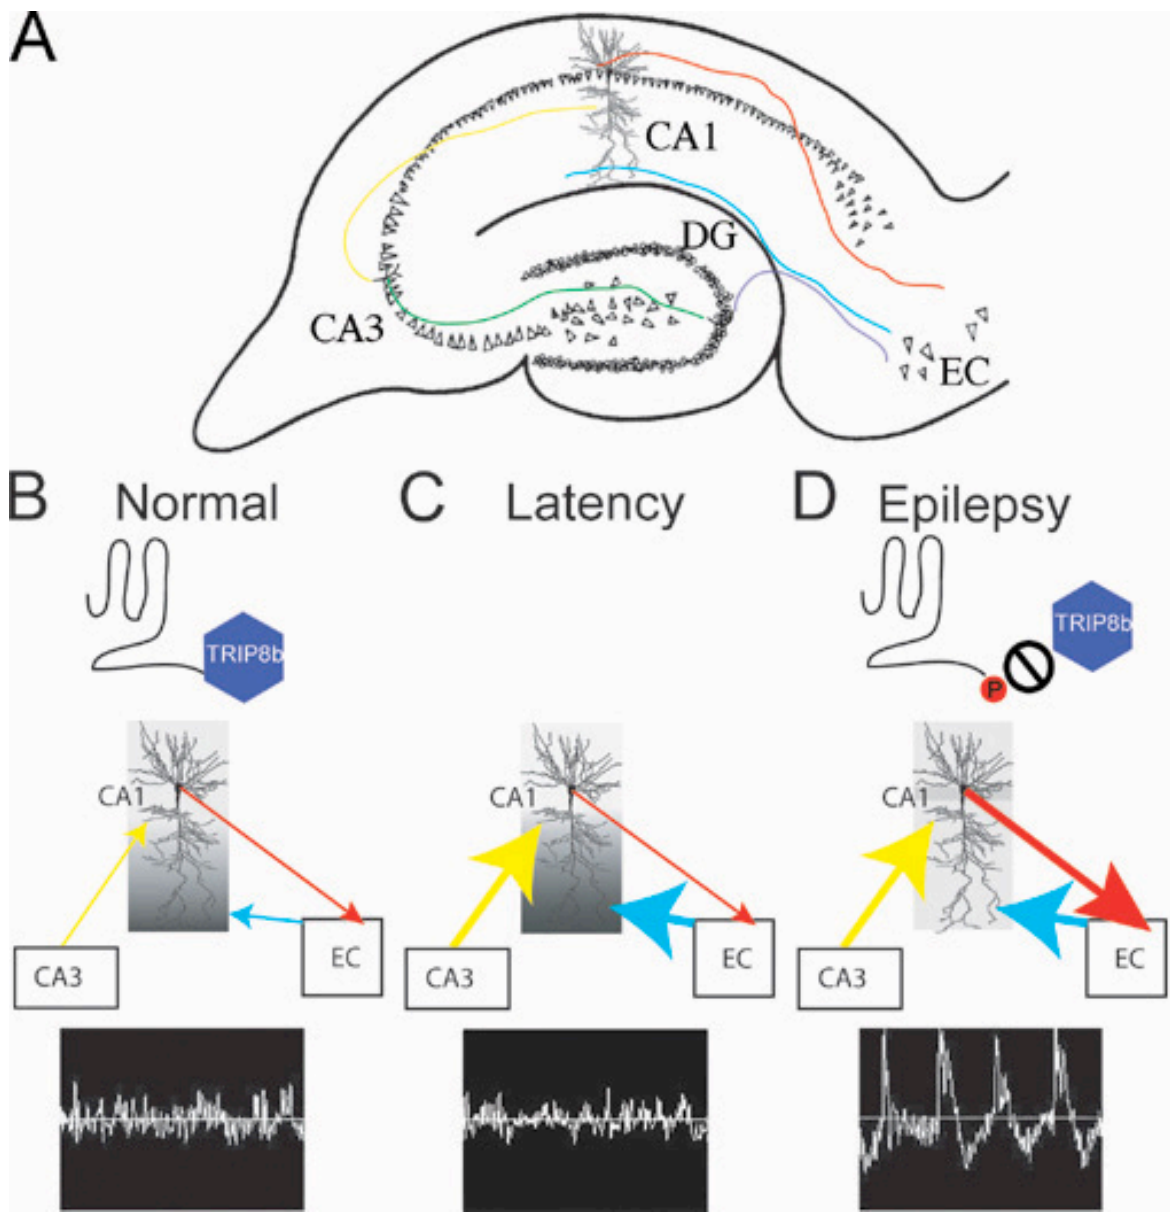 A
CA1
DG
CA3
EC
B Normal
C Latency
D Epilepsy
TRIP8b
TRIP8b
P
CA1
CA1
CA1
EC
EC
EC
CA3
CA3
CA3